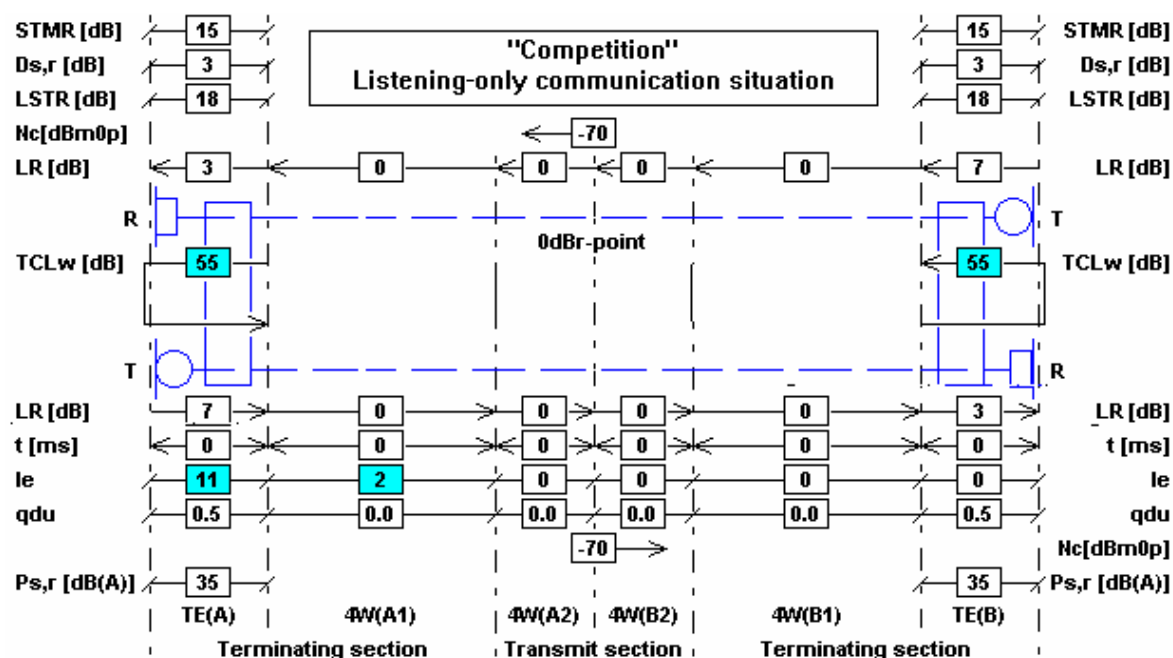 STMR [dB] 15 15 STMR [dB]
"Competition"
Listening-only communication situation
Ds,r [dB] 3 3 Ds,r [dB]
LSTR [dB] 18 18 LSTR [dB]
Nc[dBm0p] -70
LR [dB] 3 0 0 0 0 7 LR [dB]
R T
0dBr-point
TCLw [dB] 55 55 TCLw [dB]
T R
LR [dB] 7 0 0 0 0 3 LR [dB]
t [ms] 0 0 0 0 0 0 t [ms]
Ie 11 2 0 0 0 0 Ie
qdu 0.5 0.0 0.0 0.0 0.0 0.5 qdu
-70 Nc[dBm0p]
Ps,r [dB(A)] 35 35 Ps,r [dB(A)]
TE(A) 4W(A1) 4W(A2) 4W(B2) 4W(B1) TE(B)
Terminating section Transmit section Terminating section